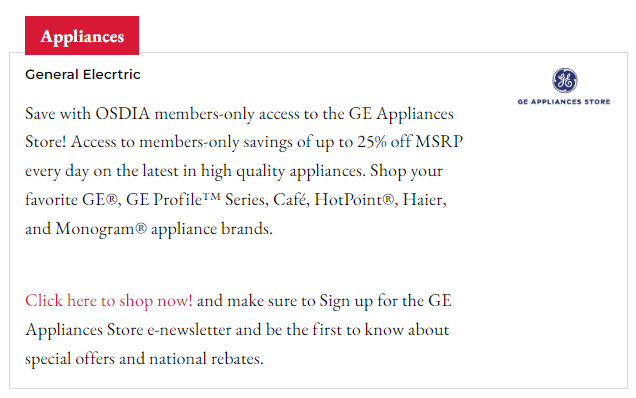 Appliances
General Elecrtric
GE APPLIANCES STORE
Save with OSDIA members-only access to the GE Appliances
Store! Access to members-only savings of up to 25% off MSRP
every day on the latest in high quality appliances. Shop your
favorite GE®, GE Profile™ Series, Café, HotPoint®, Haier,
and Monogram® appliance brands.
Click here to shop now! and make sure to Sign up for the GE
Appliances Store e-newsletter and be the first to know about
special offers and national rebates.